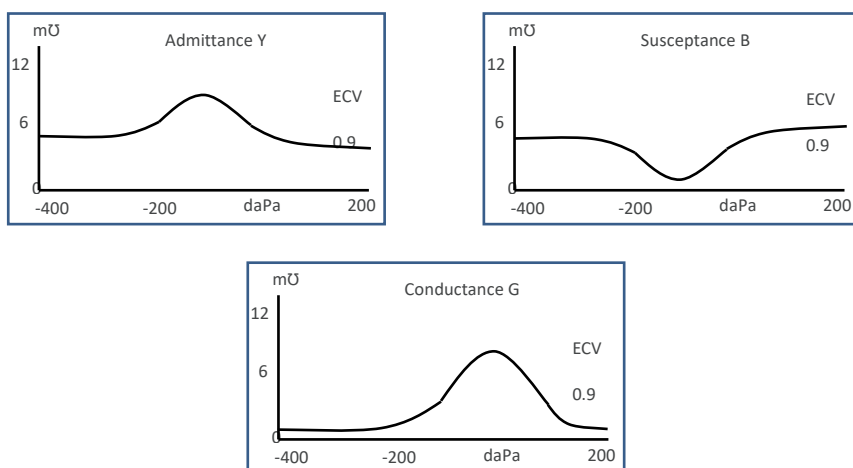 m℧
Admittance Y
12
ECV
6
0.9
0
-400
-200
daPa
200
m℧
Susceptance B
12
ECV
6
0.9
0
-400
-200
daPa
200
m℧
Conductance G
12
ECV
6
0.9
0
-400
-200
daPa
200